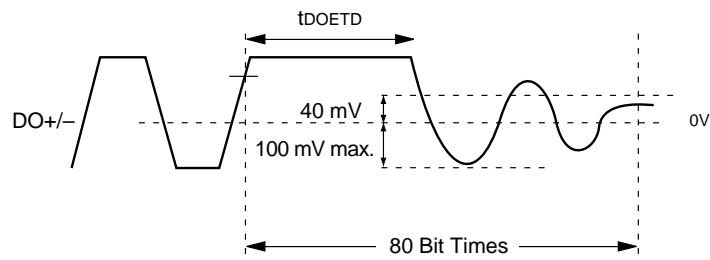 tDOETD
40 mV
DO+/–
0V
100 mV max.
80 Bit Times